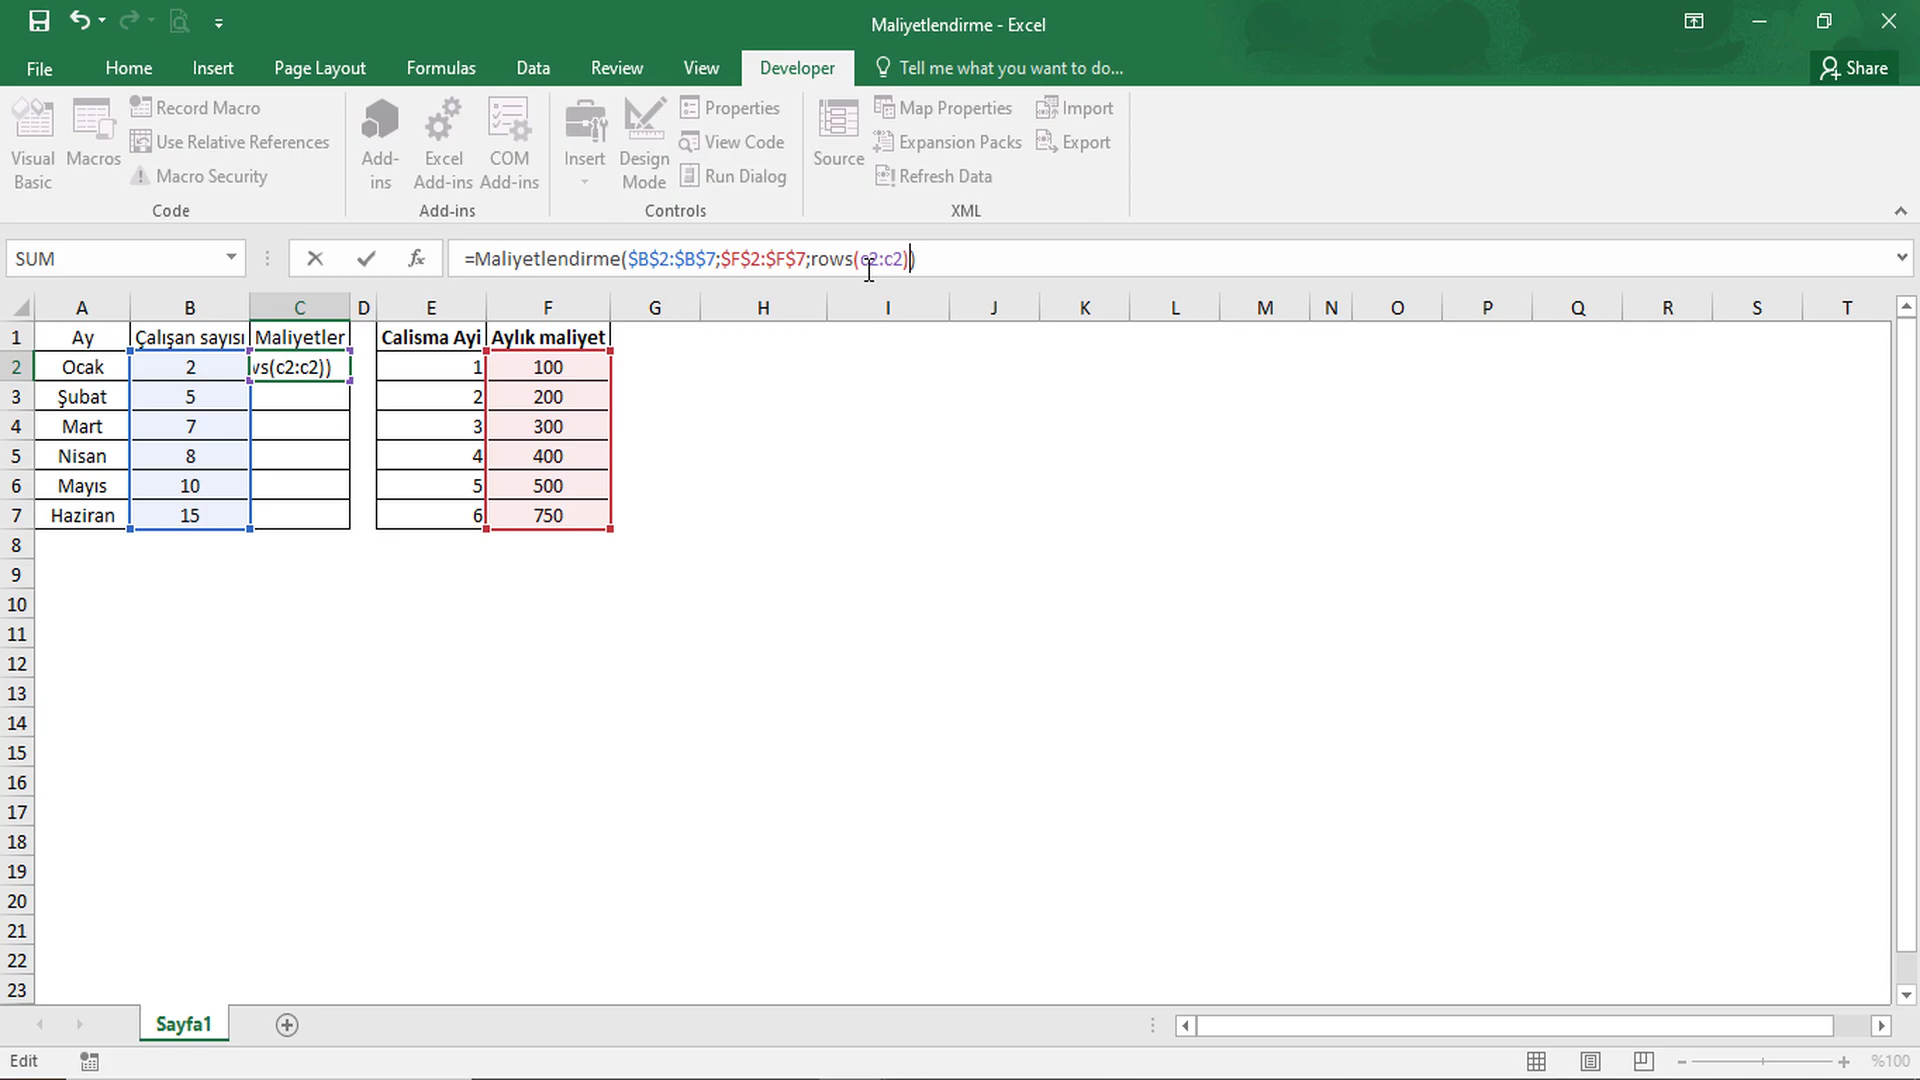 Maliyetlendirme - Excel
File Home Insert Page Layout Formulas Data Review View Developer Tell me what you want to do... Share
Visual Basic
Macros
Record Macro
Use Relative References
Macro Security
Code
Add-ins
Excel Add-ins
COM Add-ins
Add-ins
Insert
Design Mode
Properties
View Code
Run Dialog
Controls
Source
Map Properties
Expansion Packs
Refresh Data
Import
Export
XML
SUM fx =Maliyetlendirme($B$2:$B$7;$F$2:$F$7;rows(c2:c2))
A B C D E F G H I J K L M N O P Q R S T
1 Ay Çalışan sayısı Maliyetler Calisma Ayi Aylık maliyet
2 Ocak 2 ws(c2:c2)) 1 100
3 Şubat 5 2 200
4 Mart 7 3 300
5 Nisan 8 4 400
6 Mayıs 10 5 500
7 Haziran 15 6 750
8
9
10
11
12
13
14
15
16
17
18
19
20
21
22
23
Sayfa1
Edit %100